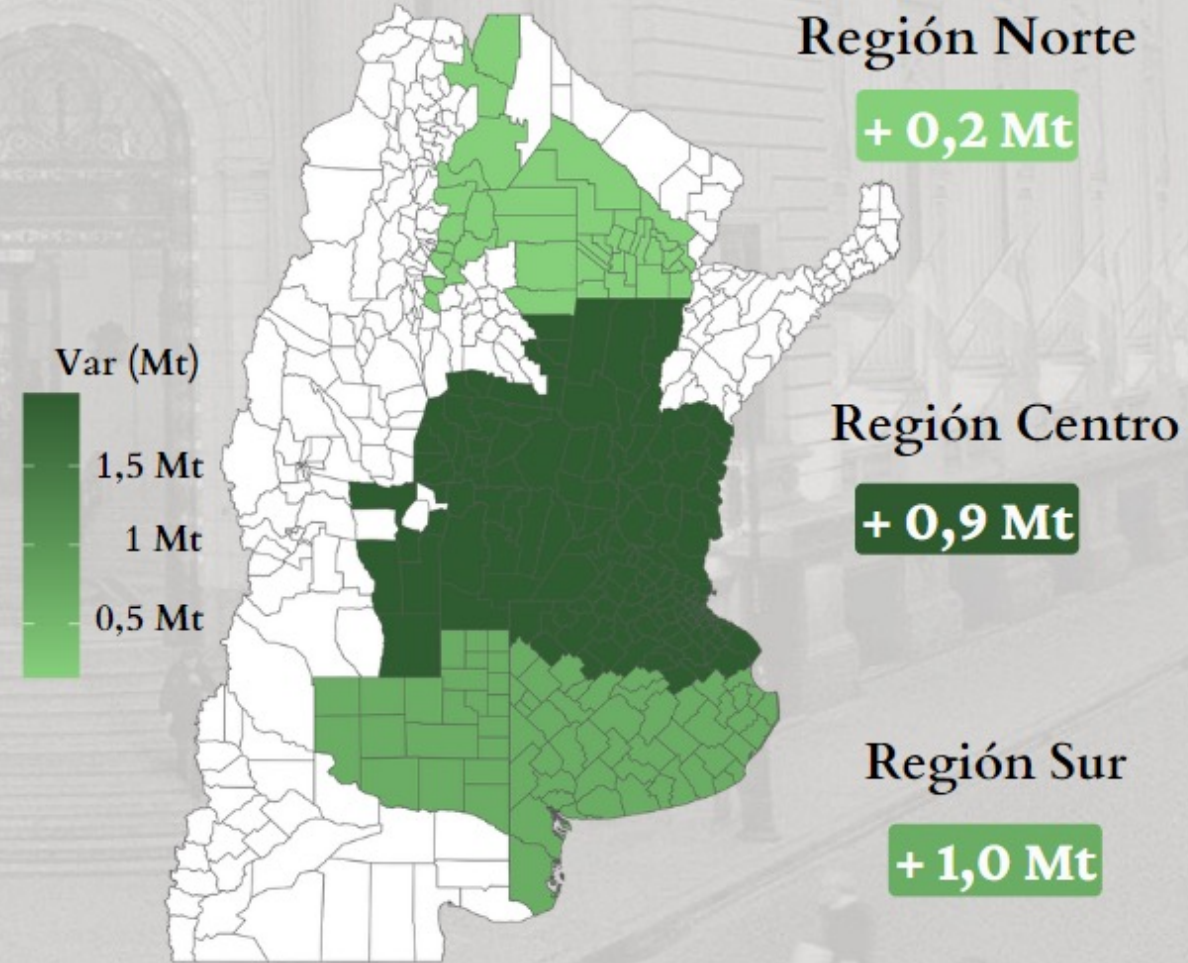 Región Norte
+ 0,2 Mt
Var (Mt)
1,5 Mt
1 Mt
0,5 Mt
Región Centro
+ 0,9 Mt
Región Sur
+ 1,0 Mt